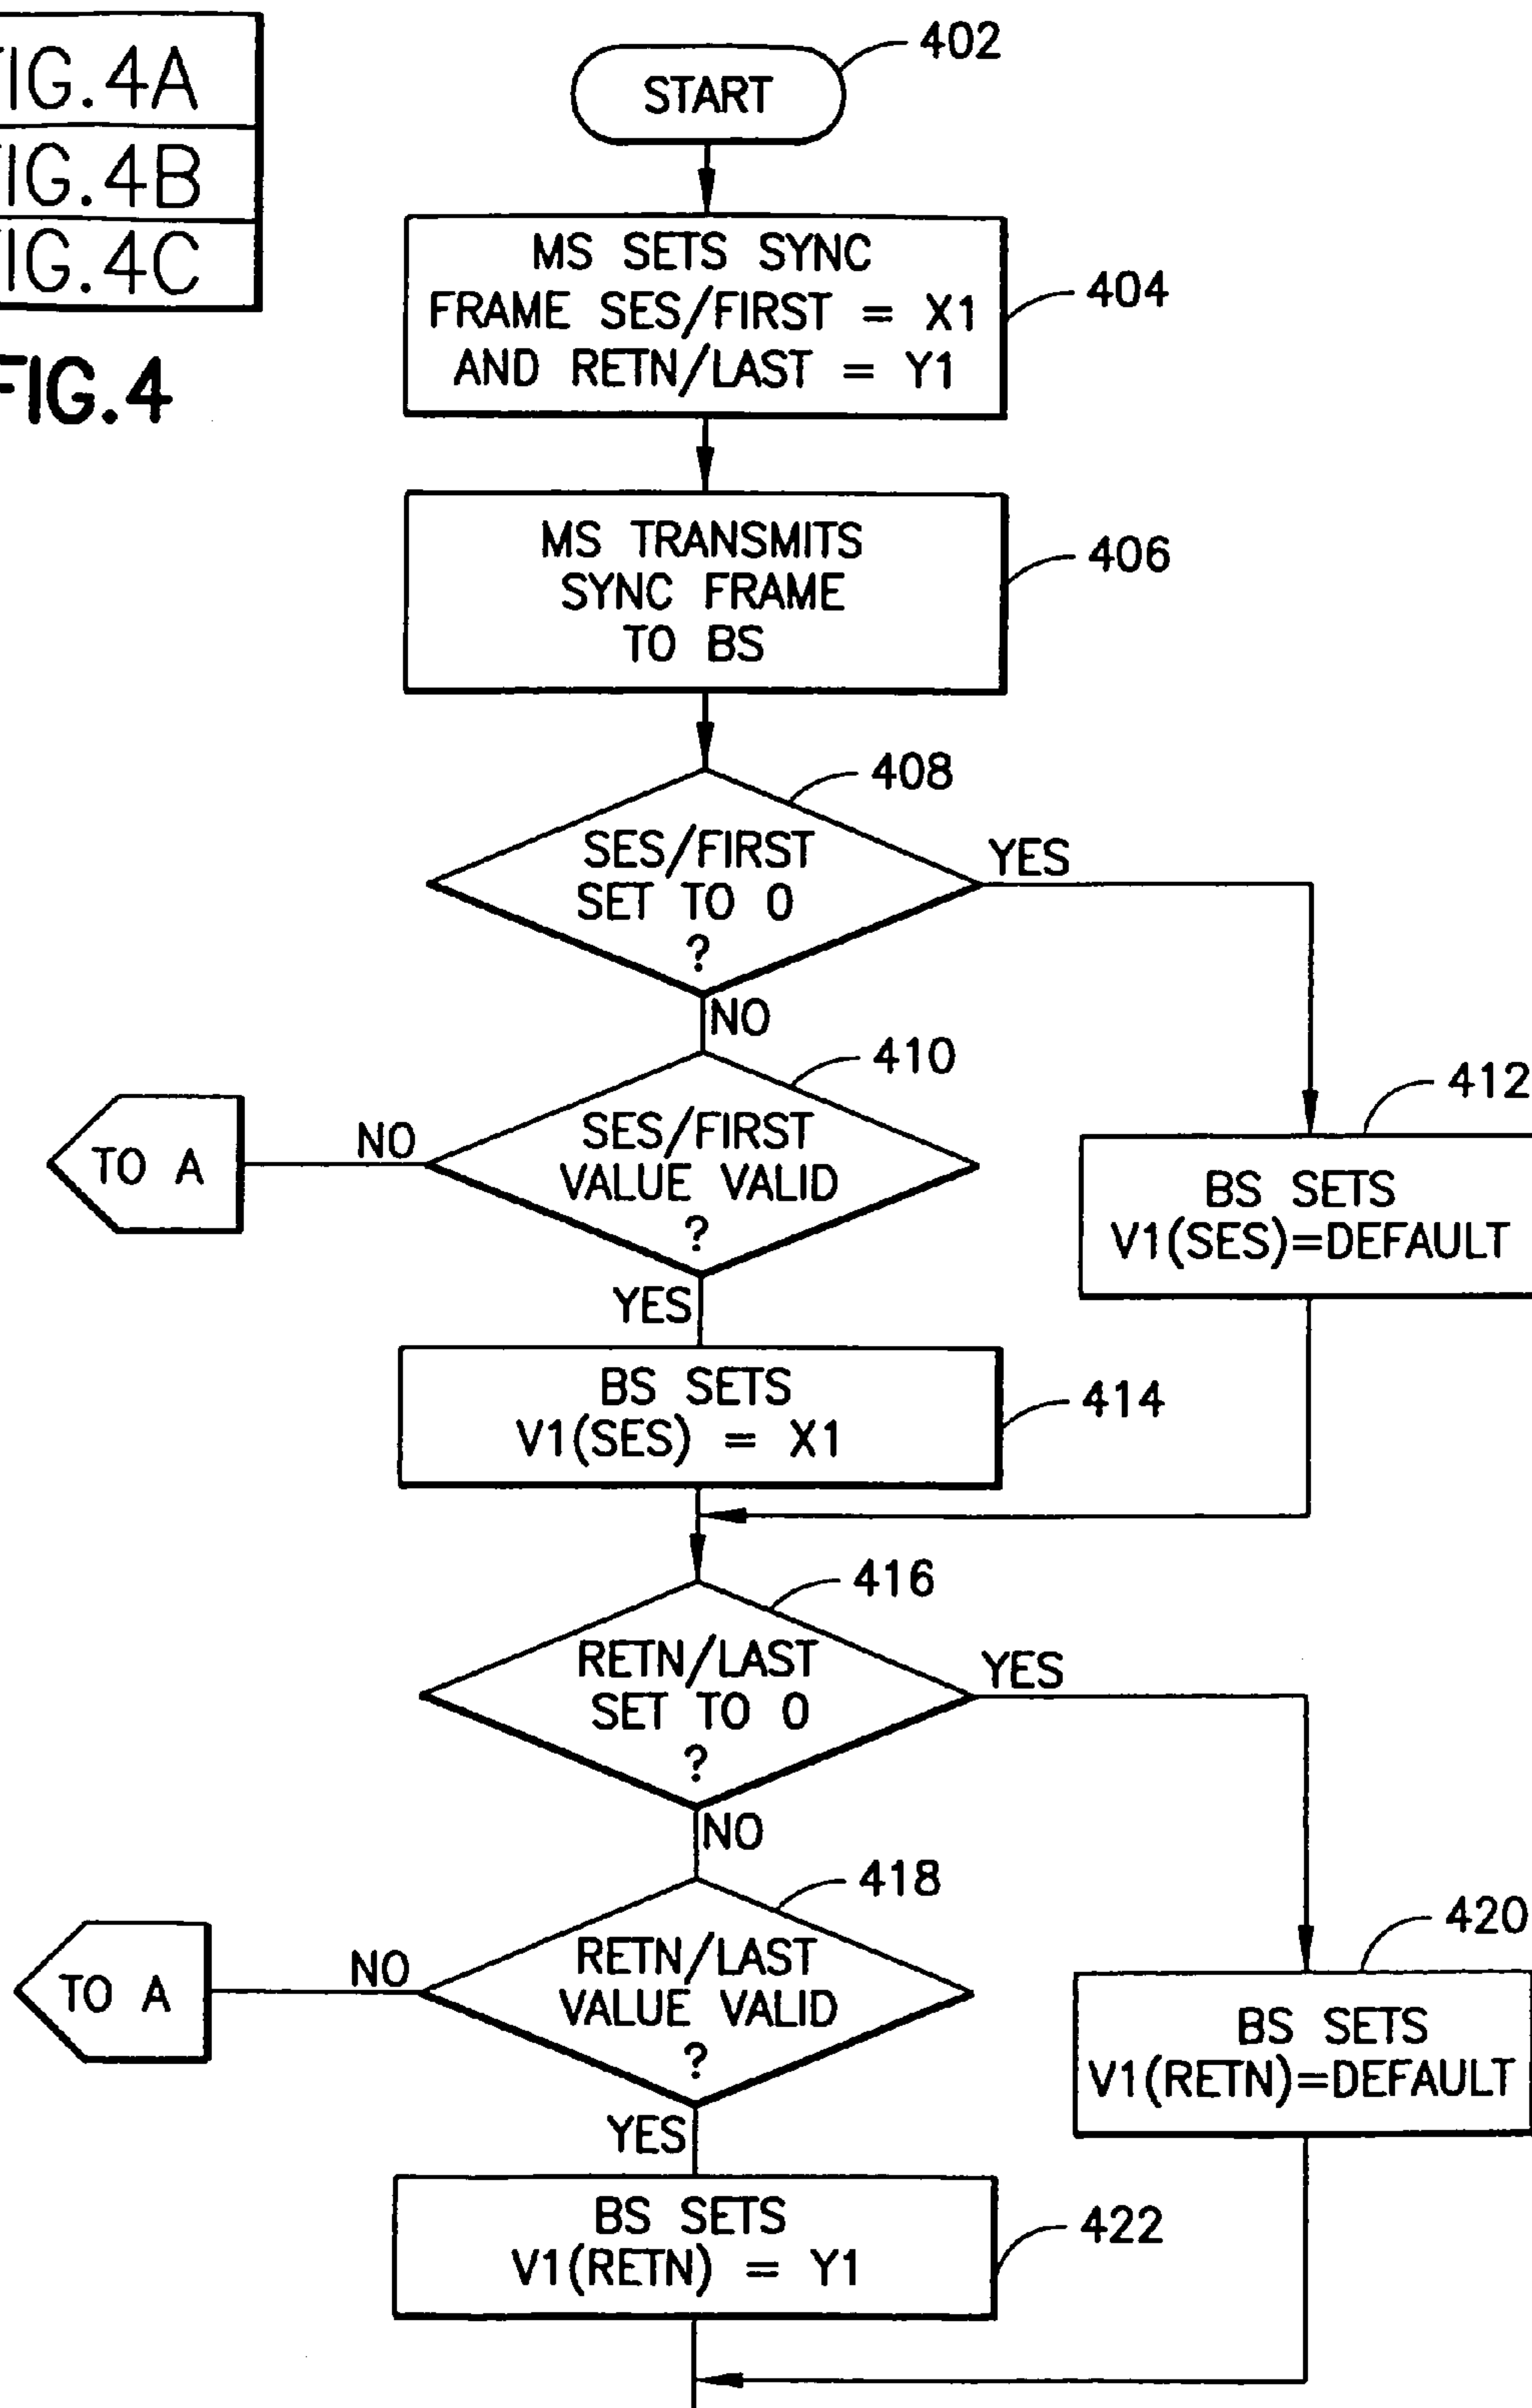 IG.4A
IG.4B
IG.4C
FIG.4
402
START
MS SETS SYNC
FRAME SES/FIRST = X1
AND RETN/LAST = Y1
404
MS TRANSMITS
SYNC FRAME
TO BS
406
408
SES/FIRST
SET TO 0
?
YES
NO
410
SES/FIRST
VALUE VALID
?
NO
TO A
412
BS SETS
V1(SES)=DEFAULT
YES
BS SETS
V1(SES) = X1
414
416
RETN/LAST
SET TO 0
?
YES
NO
418
RETN/LAST
VALUE VALID
?
NO
TO A
420
BS SETS
V1(RETN)=DEFAULT
YES
BS SETS
V1(RETN) = Y1
422